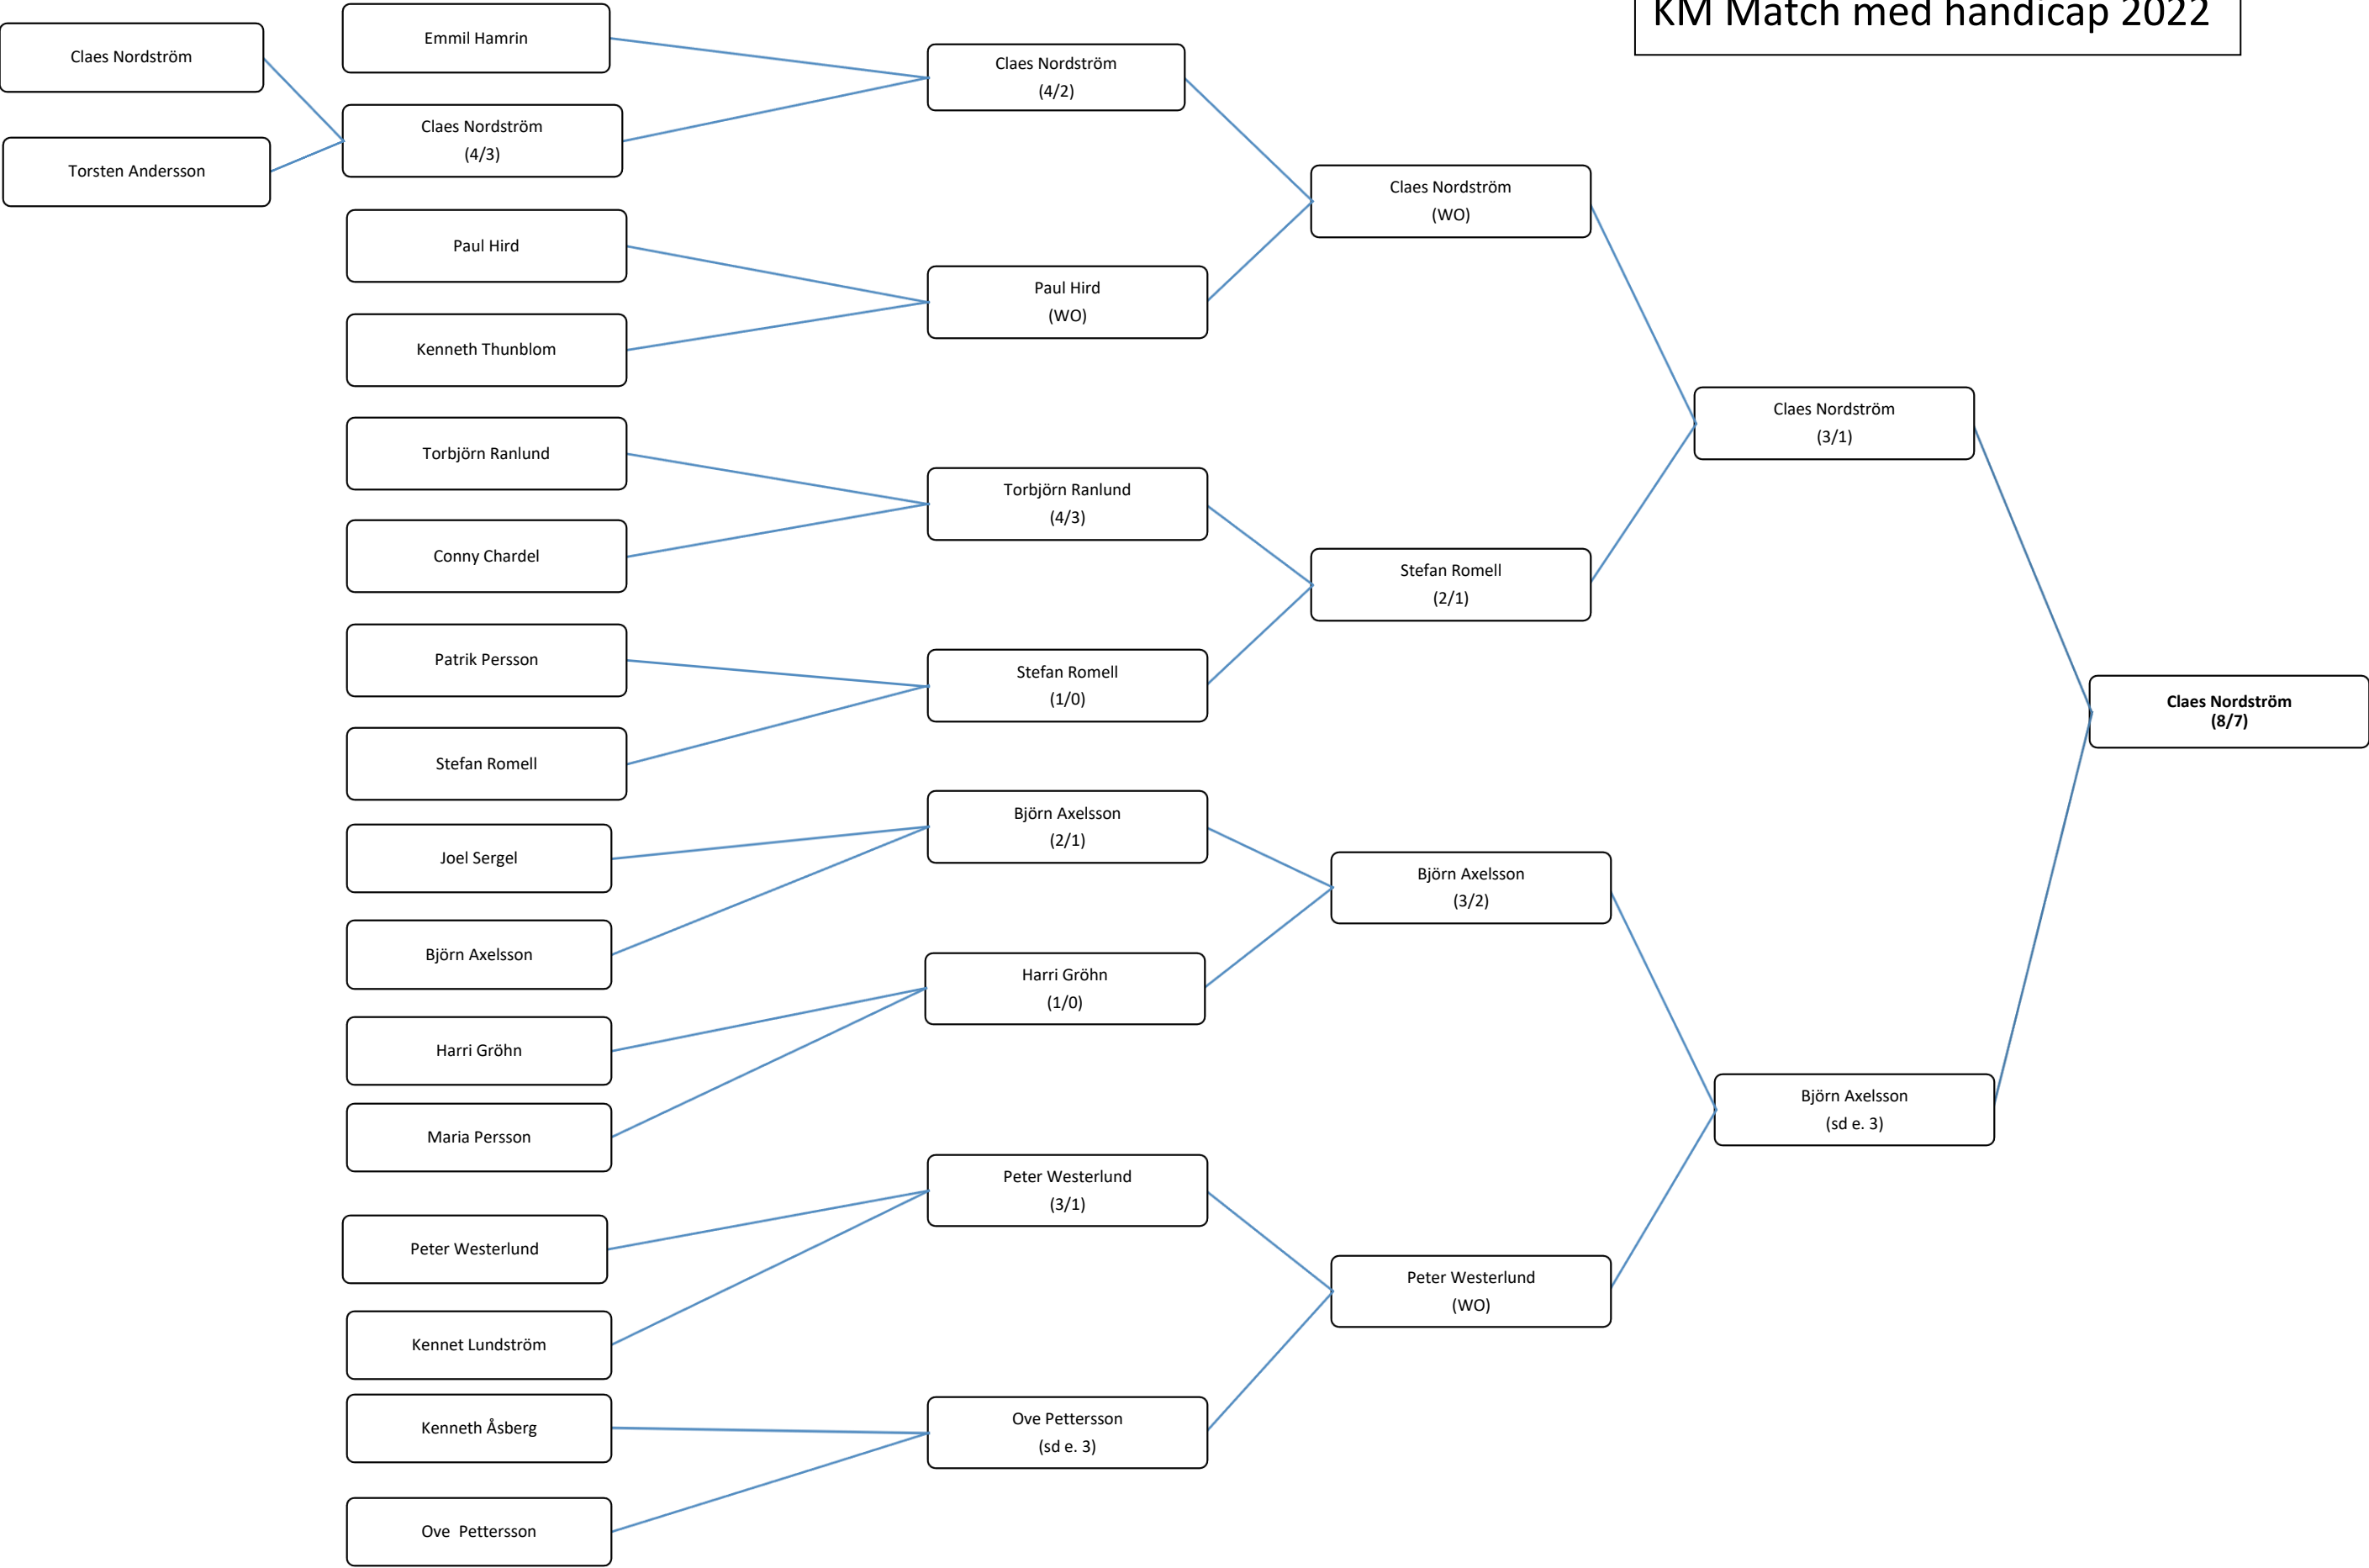 KM Match med handicap 2022
Claes Nordström
Torsten Andersson
Emmil Hamrin
Claes Nordström
(4/3)
Paul Hird
Kenneth Thunblom
Torbjörn Ranlund
Conny Chardel
Patrik Persson
Stefan Romell
Joel Sergel
Björn Axelsson
Harri Gröhn
Maria Persson
Peter Westerlund
Kennet Lundström
Kenneth Åsberg
Ove  Pettersson
Claes Nordström
(4/2)
Paul Hird
(WO)
Torbjörn Ranlund
(4/3)
Stefan Romell
(1/0)
Björn Axelsson
(2/1)
Harri Gröhn
(1/0)
Peter Westerlund
(3/1)
Ove Pettersson
(sd e. 3)
Claes Nordström
(WO)
Stefan Romell
(2/1)
Björn Axelsson
(3/2)
Peter Westerlund
(WO)
Claes Nordström
(3/1)
Björn Axelsson
(sd e. 3)
Claes Nordström
(8/7)